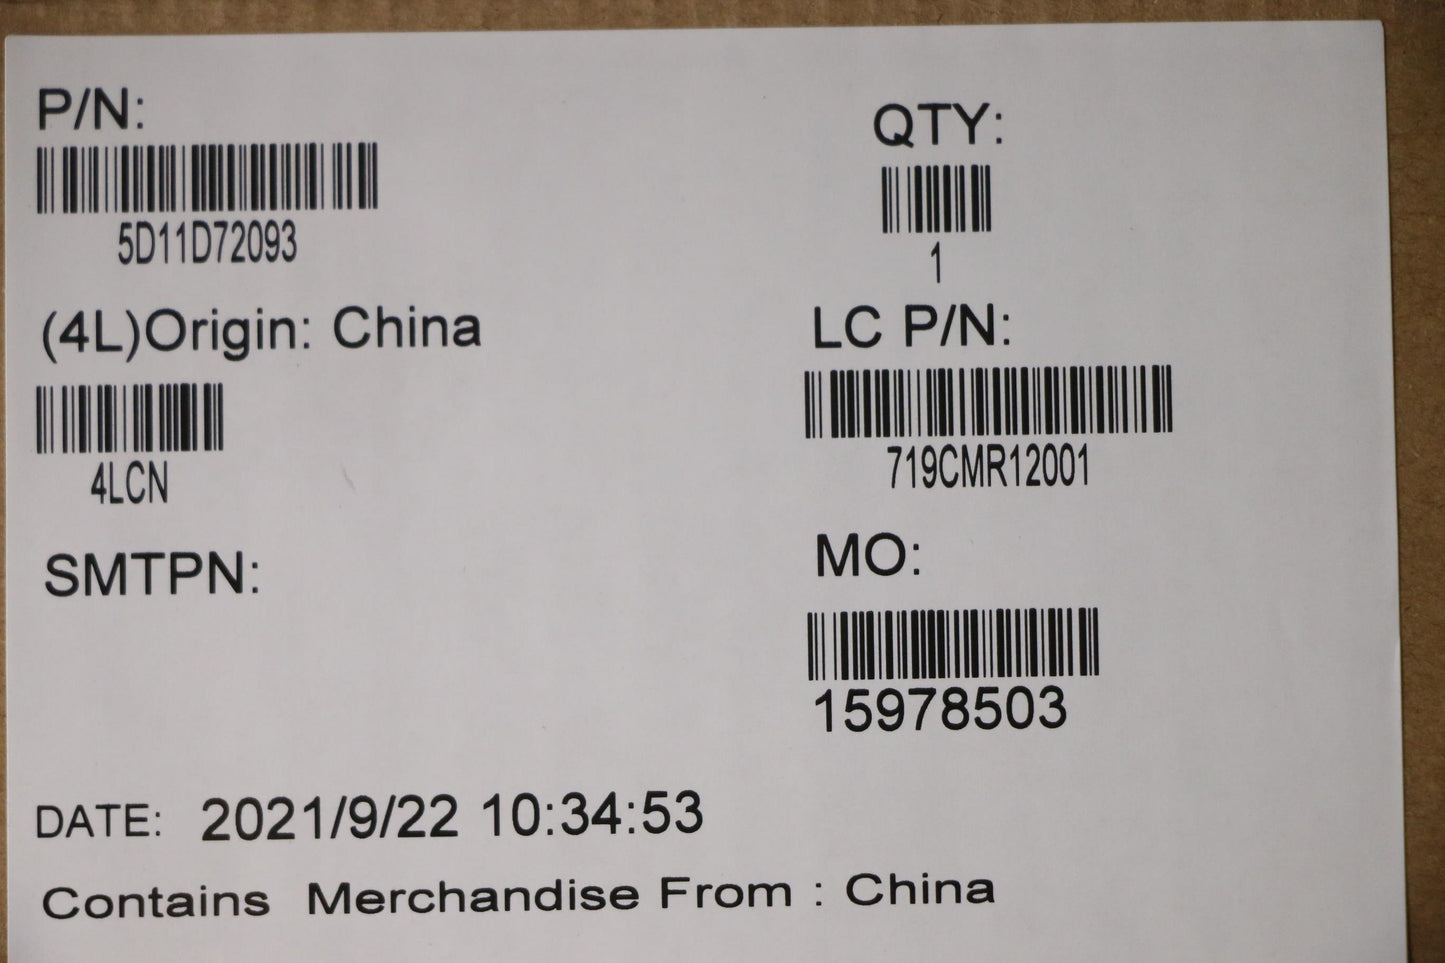 P/N:
5D11D72093
QTY:
1
(4L)Origin: China
4LCN
LC P/N:
719CMR12001
SMTPN:
MO:
15978503
DATE: 2021/9/22 10:34:53
Contains Merchandise From : China